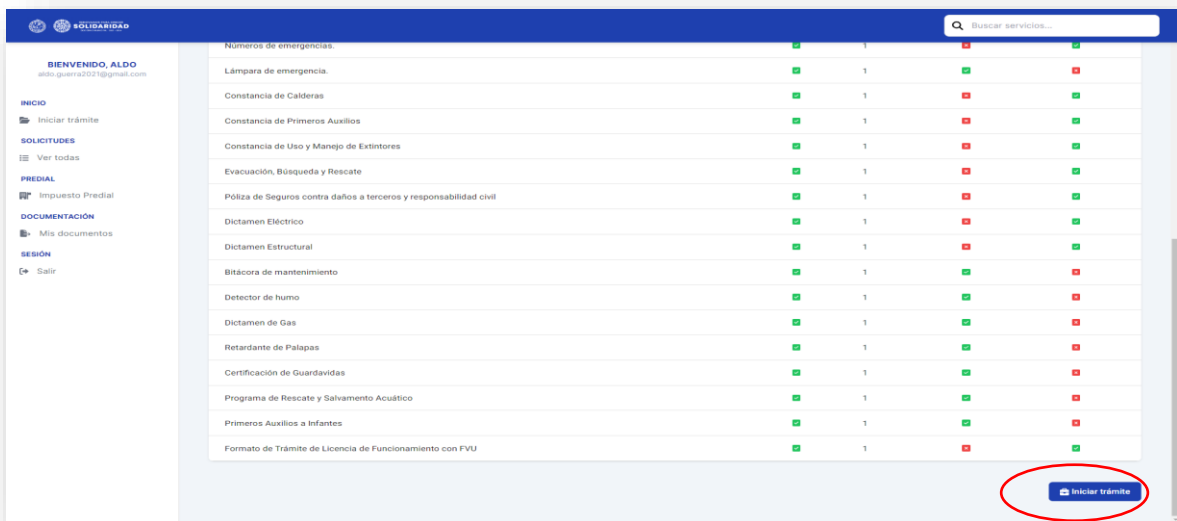 SOLIDARIDAD
Buscar servicios...
BIENVENIDO, ALDO
aldo.guerra2021@gmail.com
INICIO
Iniciar trámite
SOLICITUDES
Ver todas
PREDIAL
Impuesto Predial
DOCUMENTACIÓN
Mis documentos
SESIÓN
Salir
Números de emergencias. 1
Lámpara de emergencia. 1
Constancia de Calderas 1
Constancia de Primeros Auxilios 1
Constancia de Uso y Manejo de Extintores 1
Evacuación, Búsqueda y Rescate 1
Póliza de Seguros contra daños a terceros y responsabilidad civil 1
Dictamen Eléctrico 1
Dictamen Estructural 1
Bitácora de mantenimiento 1
Detector de humo 1
Dictamen de Gas 1
Retardante de Palapas 1
Certificación de Guardavidas 1
Programa de Rescate y Salvamento Acuático 1
Primeros Auxilios a Infantes 1
Formato de Trámite de Licencia de Funcionamiento con FVU 1
Iniciar trámite